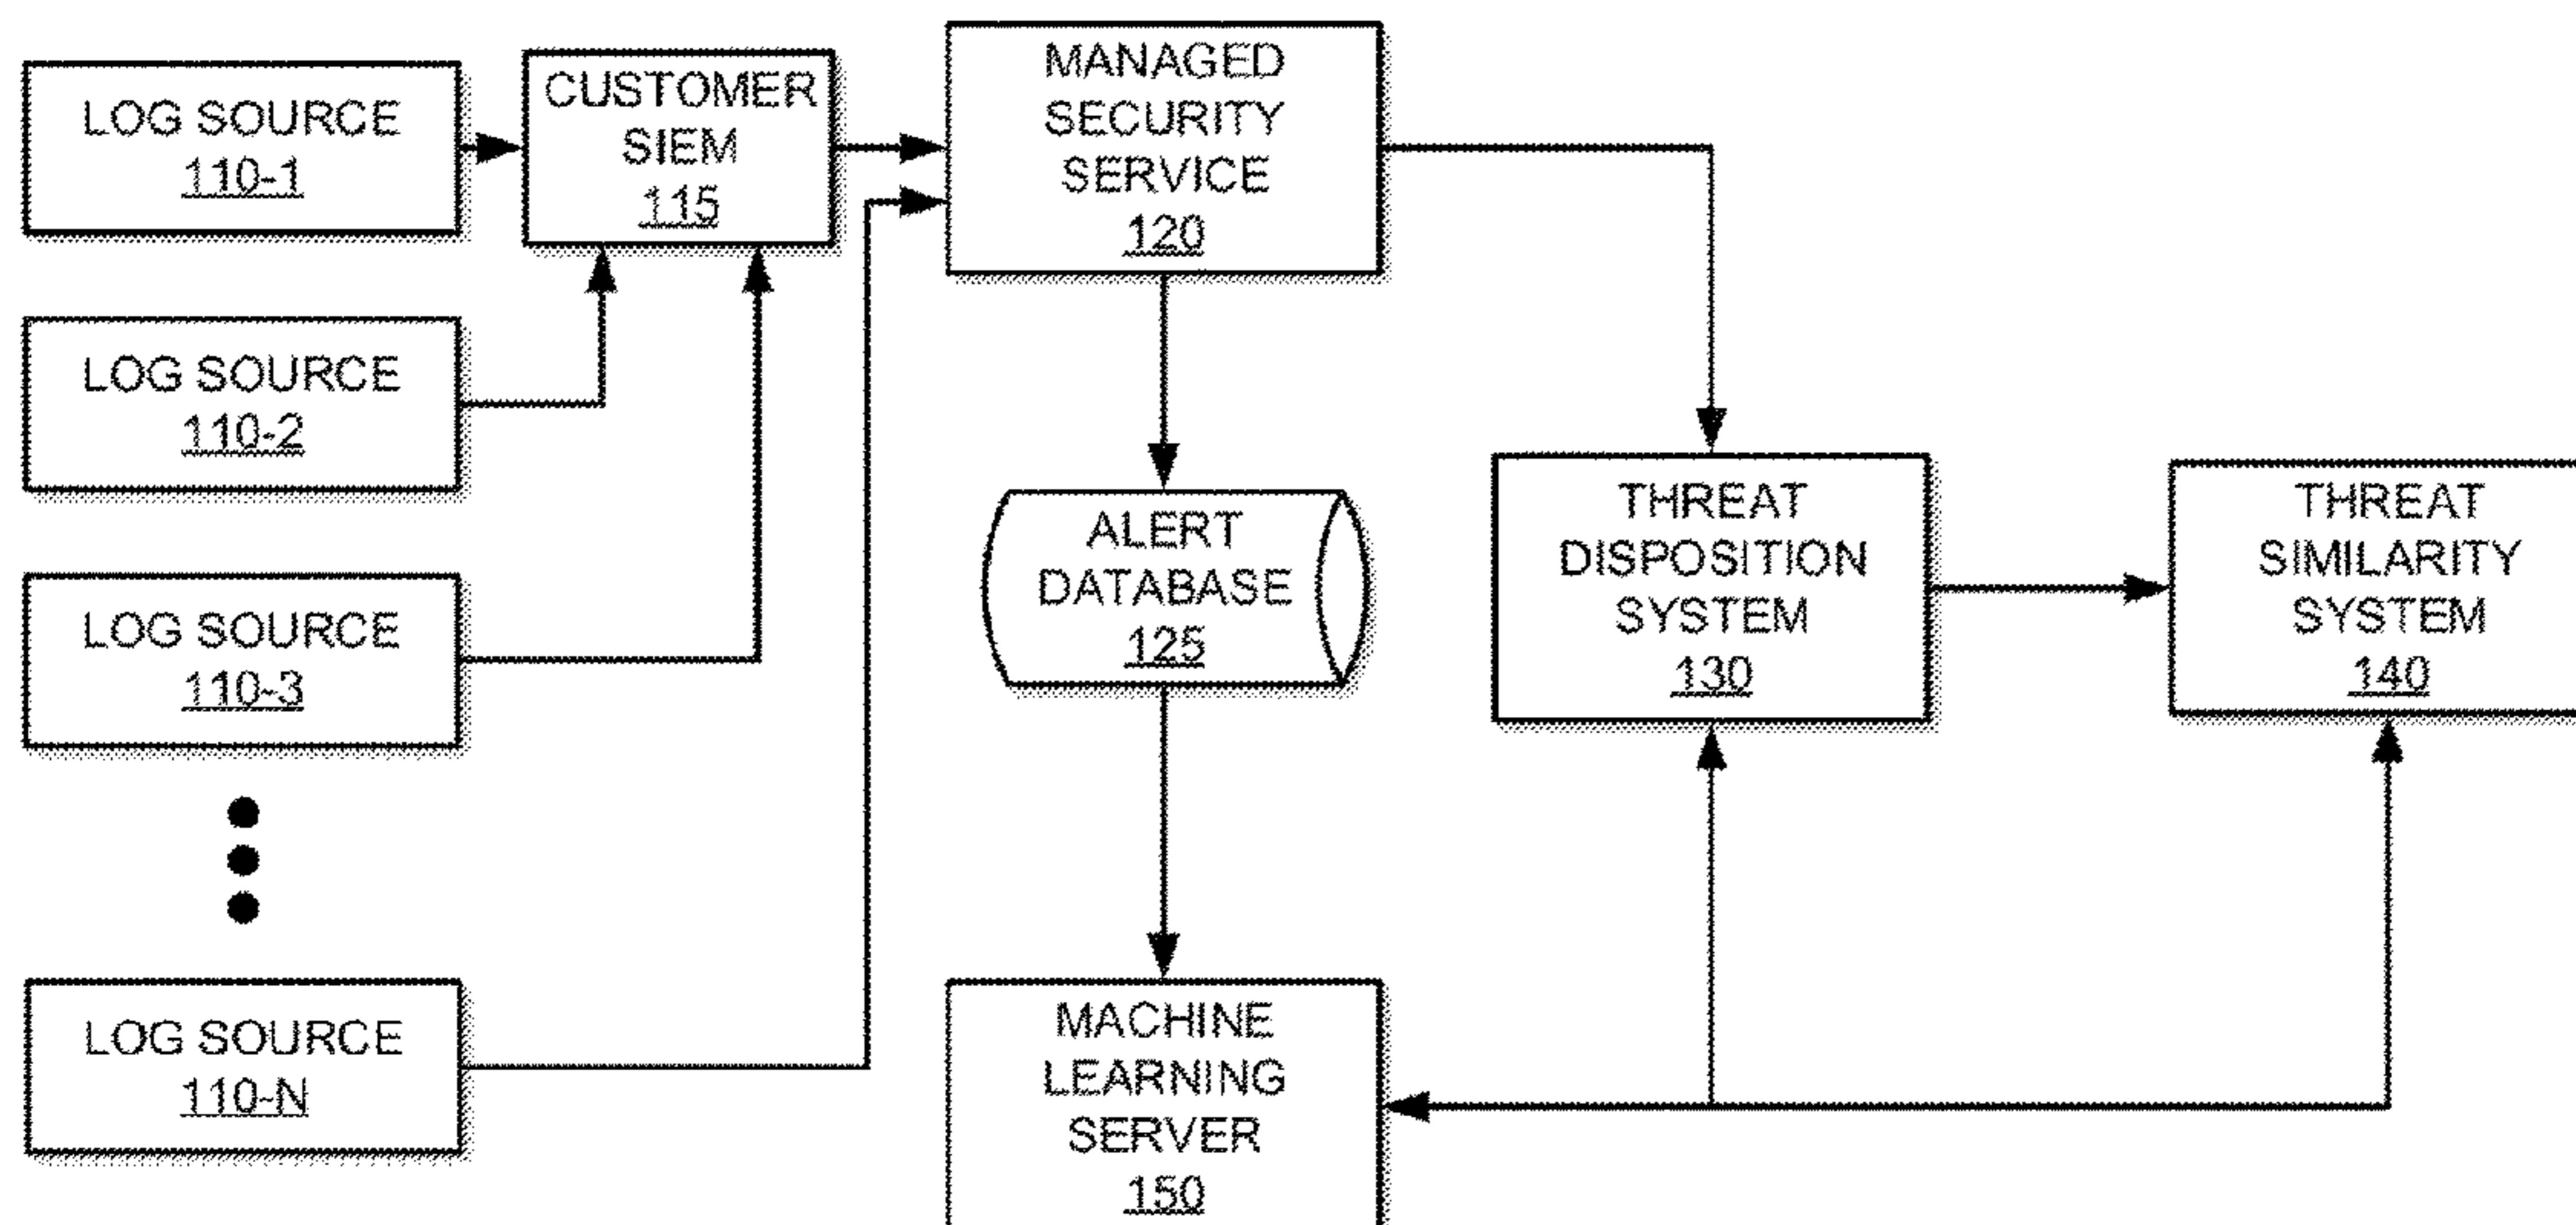 LOG SOURCE
110-1
CUSTOMER
SIEM
115
MANAGED
SECURITY
SERVICE
120
LOG SOURCE
110-2
LOG SOURCE
110-3
ALERT
DATABASE
125
THREAT
DISPOSITION
SYSTEM
130
THREAT
SIMILARITY
SYSTEM
140
LOG SOURCE
110-N
MACHINE
LEARNING
SERVER
150